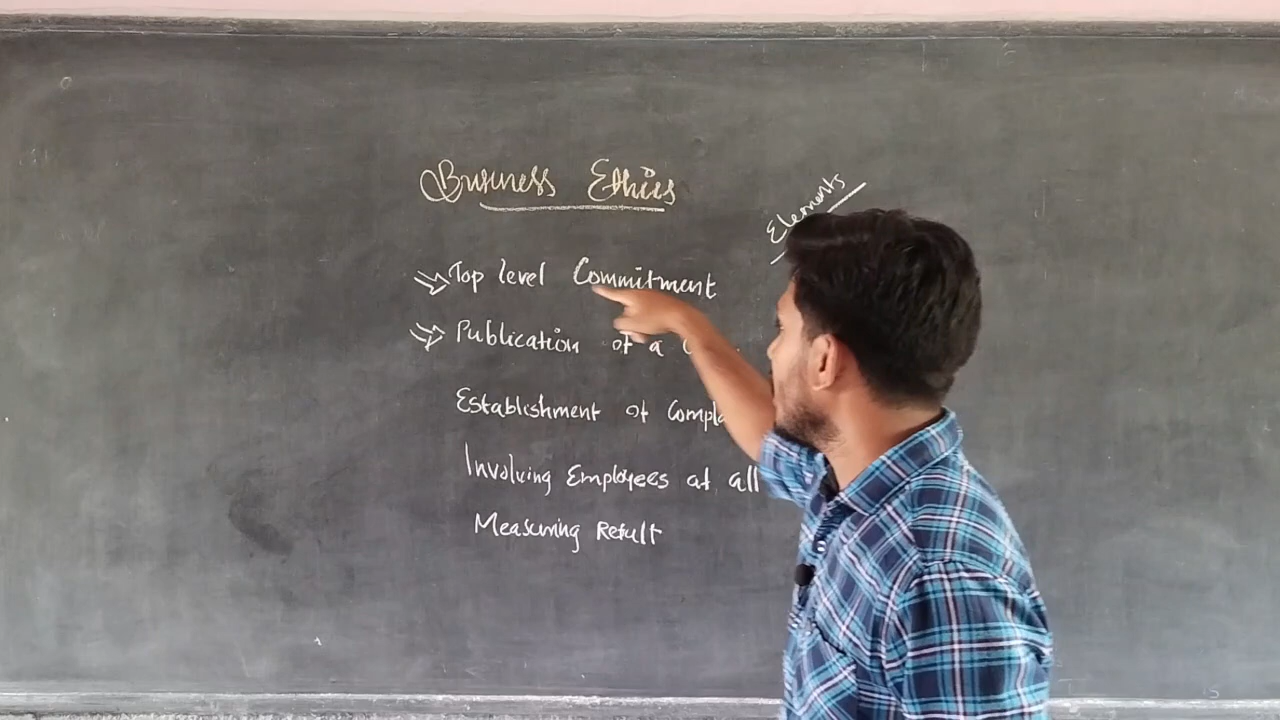 Business Ethics
Elements
Top level Commitment
Publication of a
Establishment of
Involving Employees at all
Measuring Result